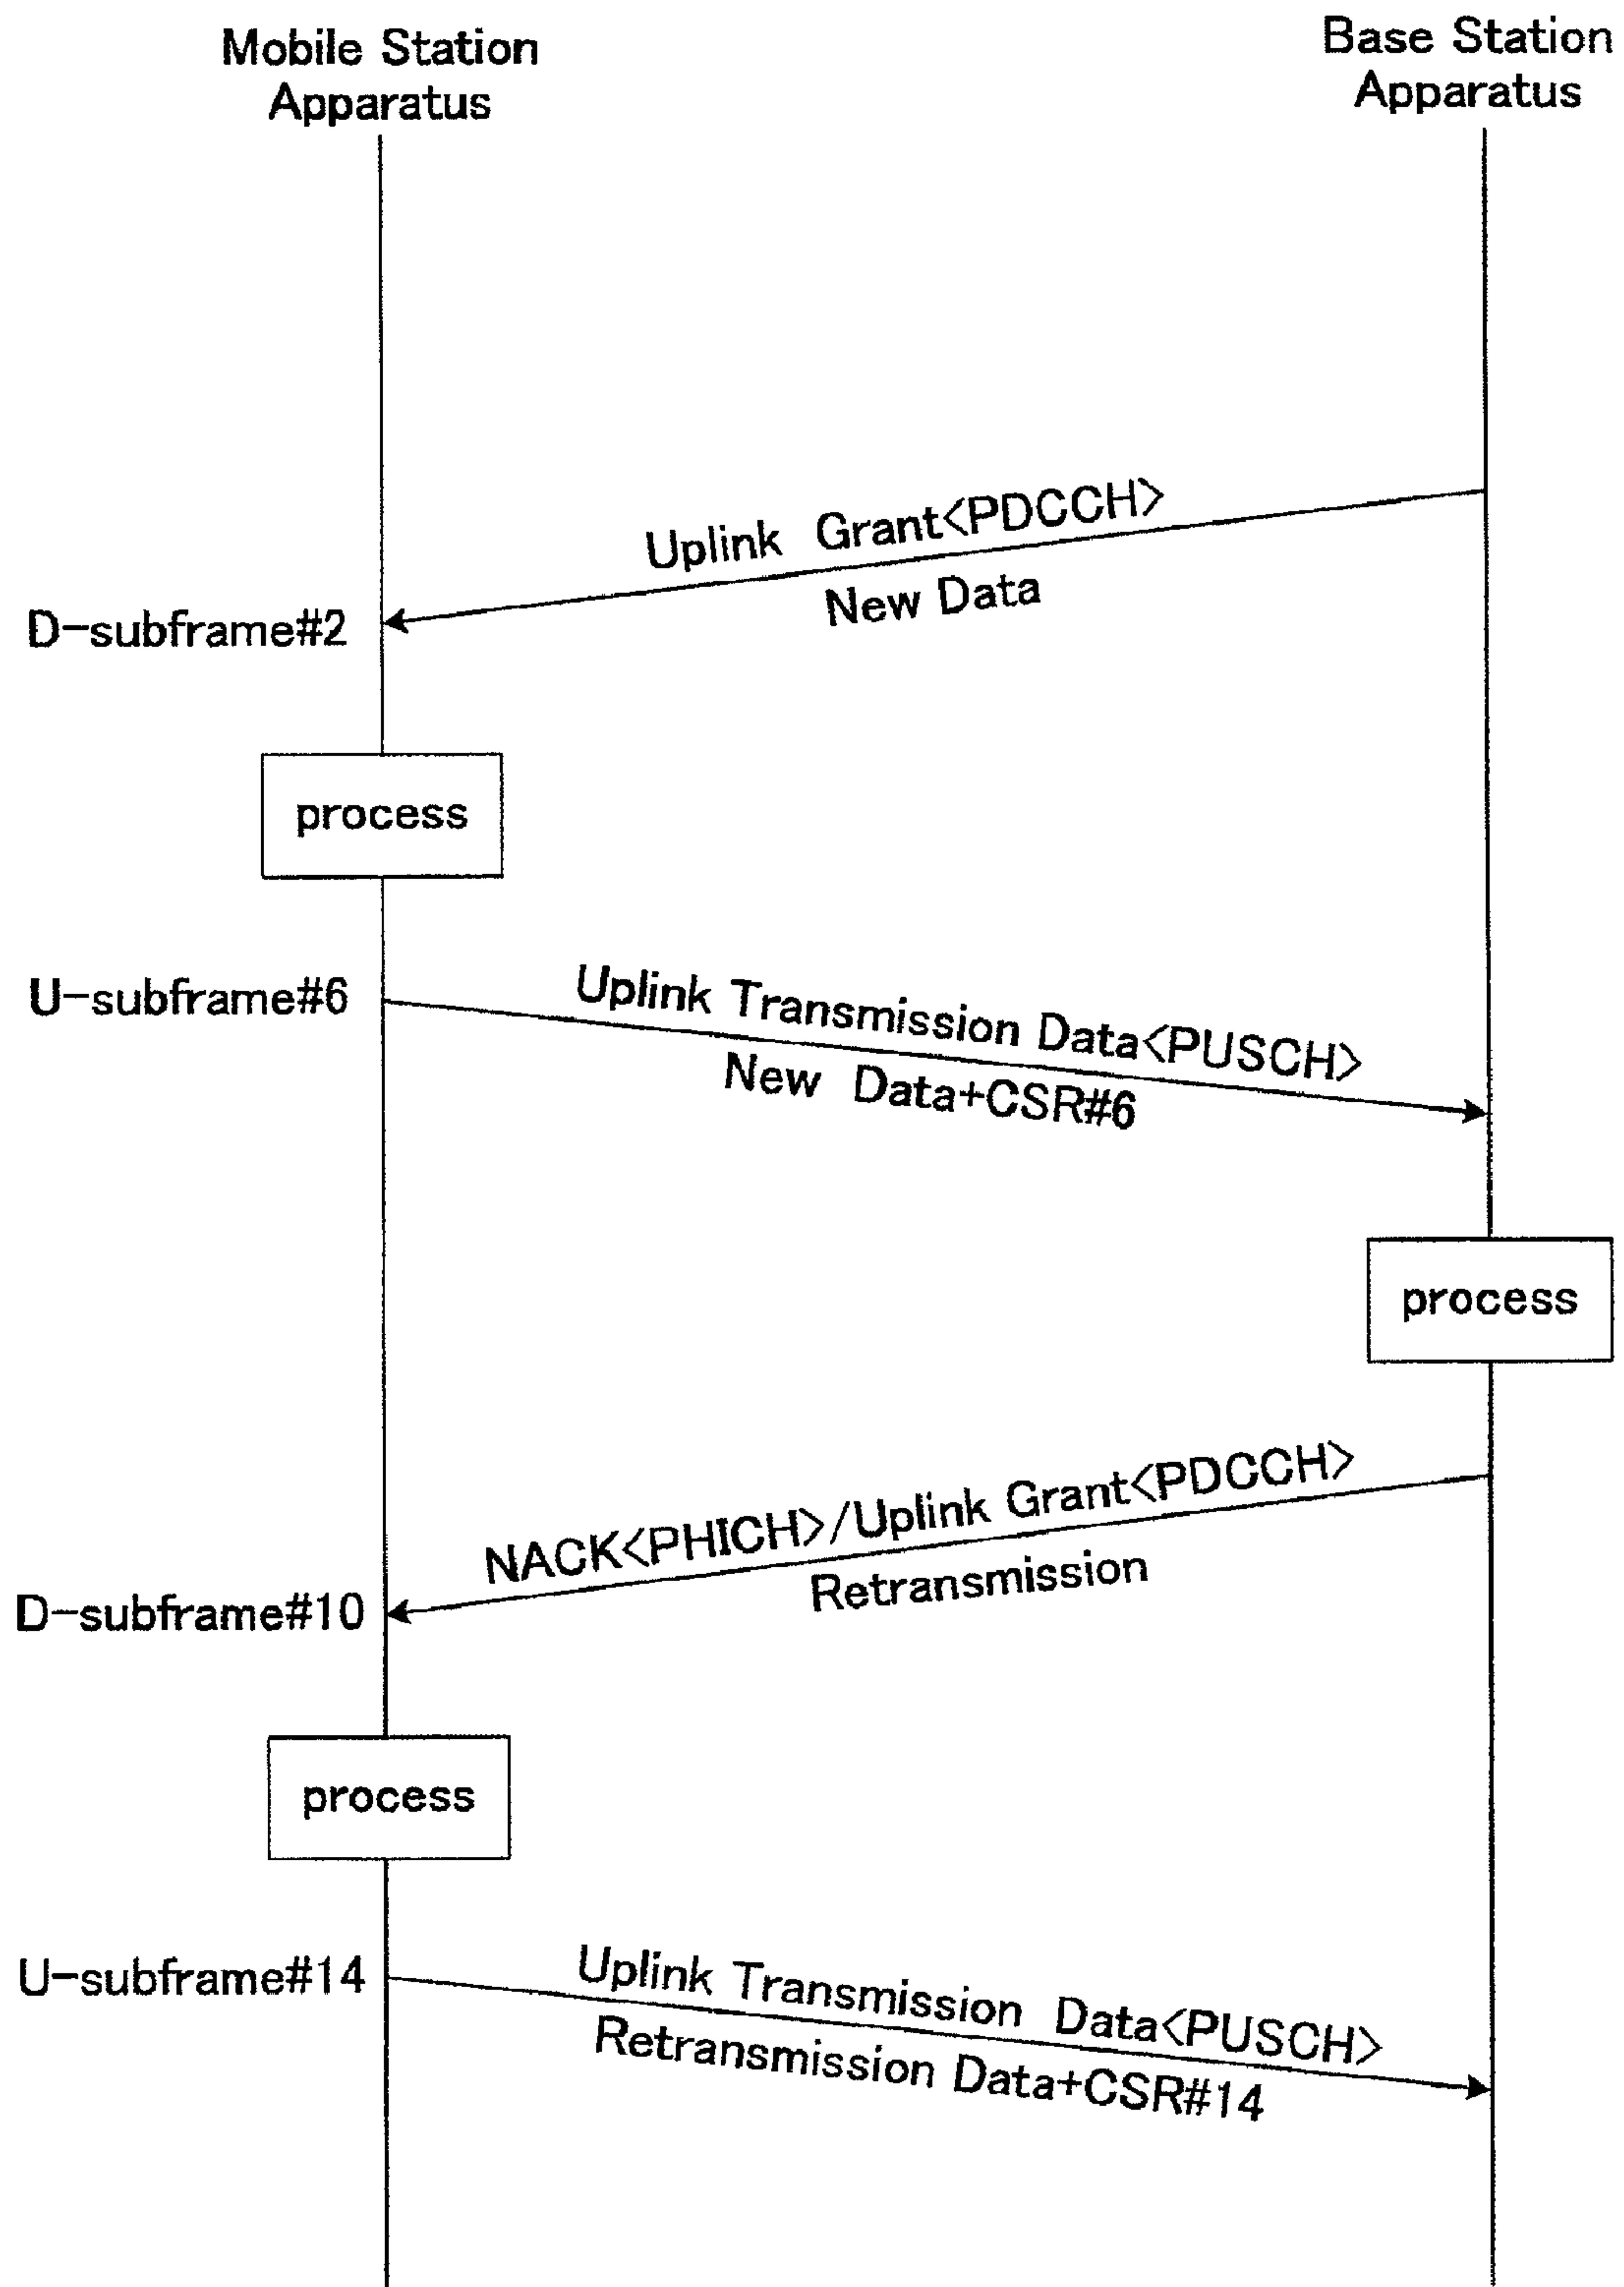 Mobile Station
Apparatus
Base Station
Apparatus
Uplink Grant<PDCCH>
New Data
D-subframe#2
process
U-subframe#6
Uplink Transmission Data<PUSCH>
New Data+CSR#6
process
NACK<PHICH>/Uplink Grant<PDCCH>
Retransmission
D-subframe#10
process
U-subframe#14
Uplink Transmission Data<PUSCH>
Retransmission Data+CSR#14